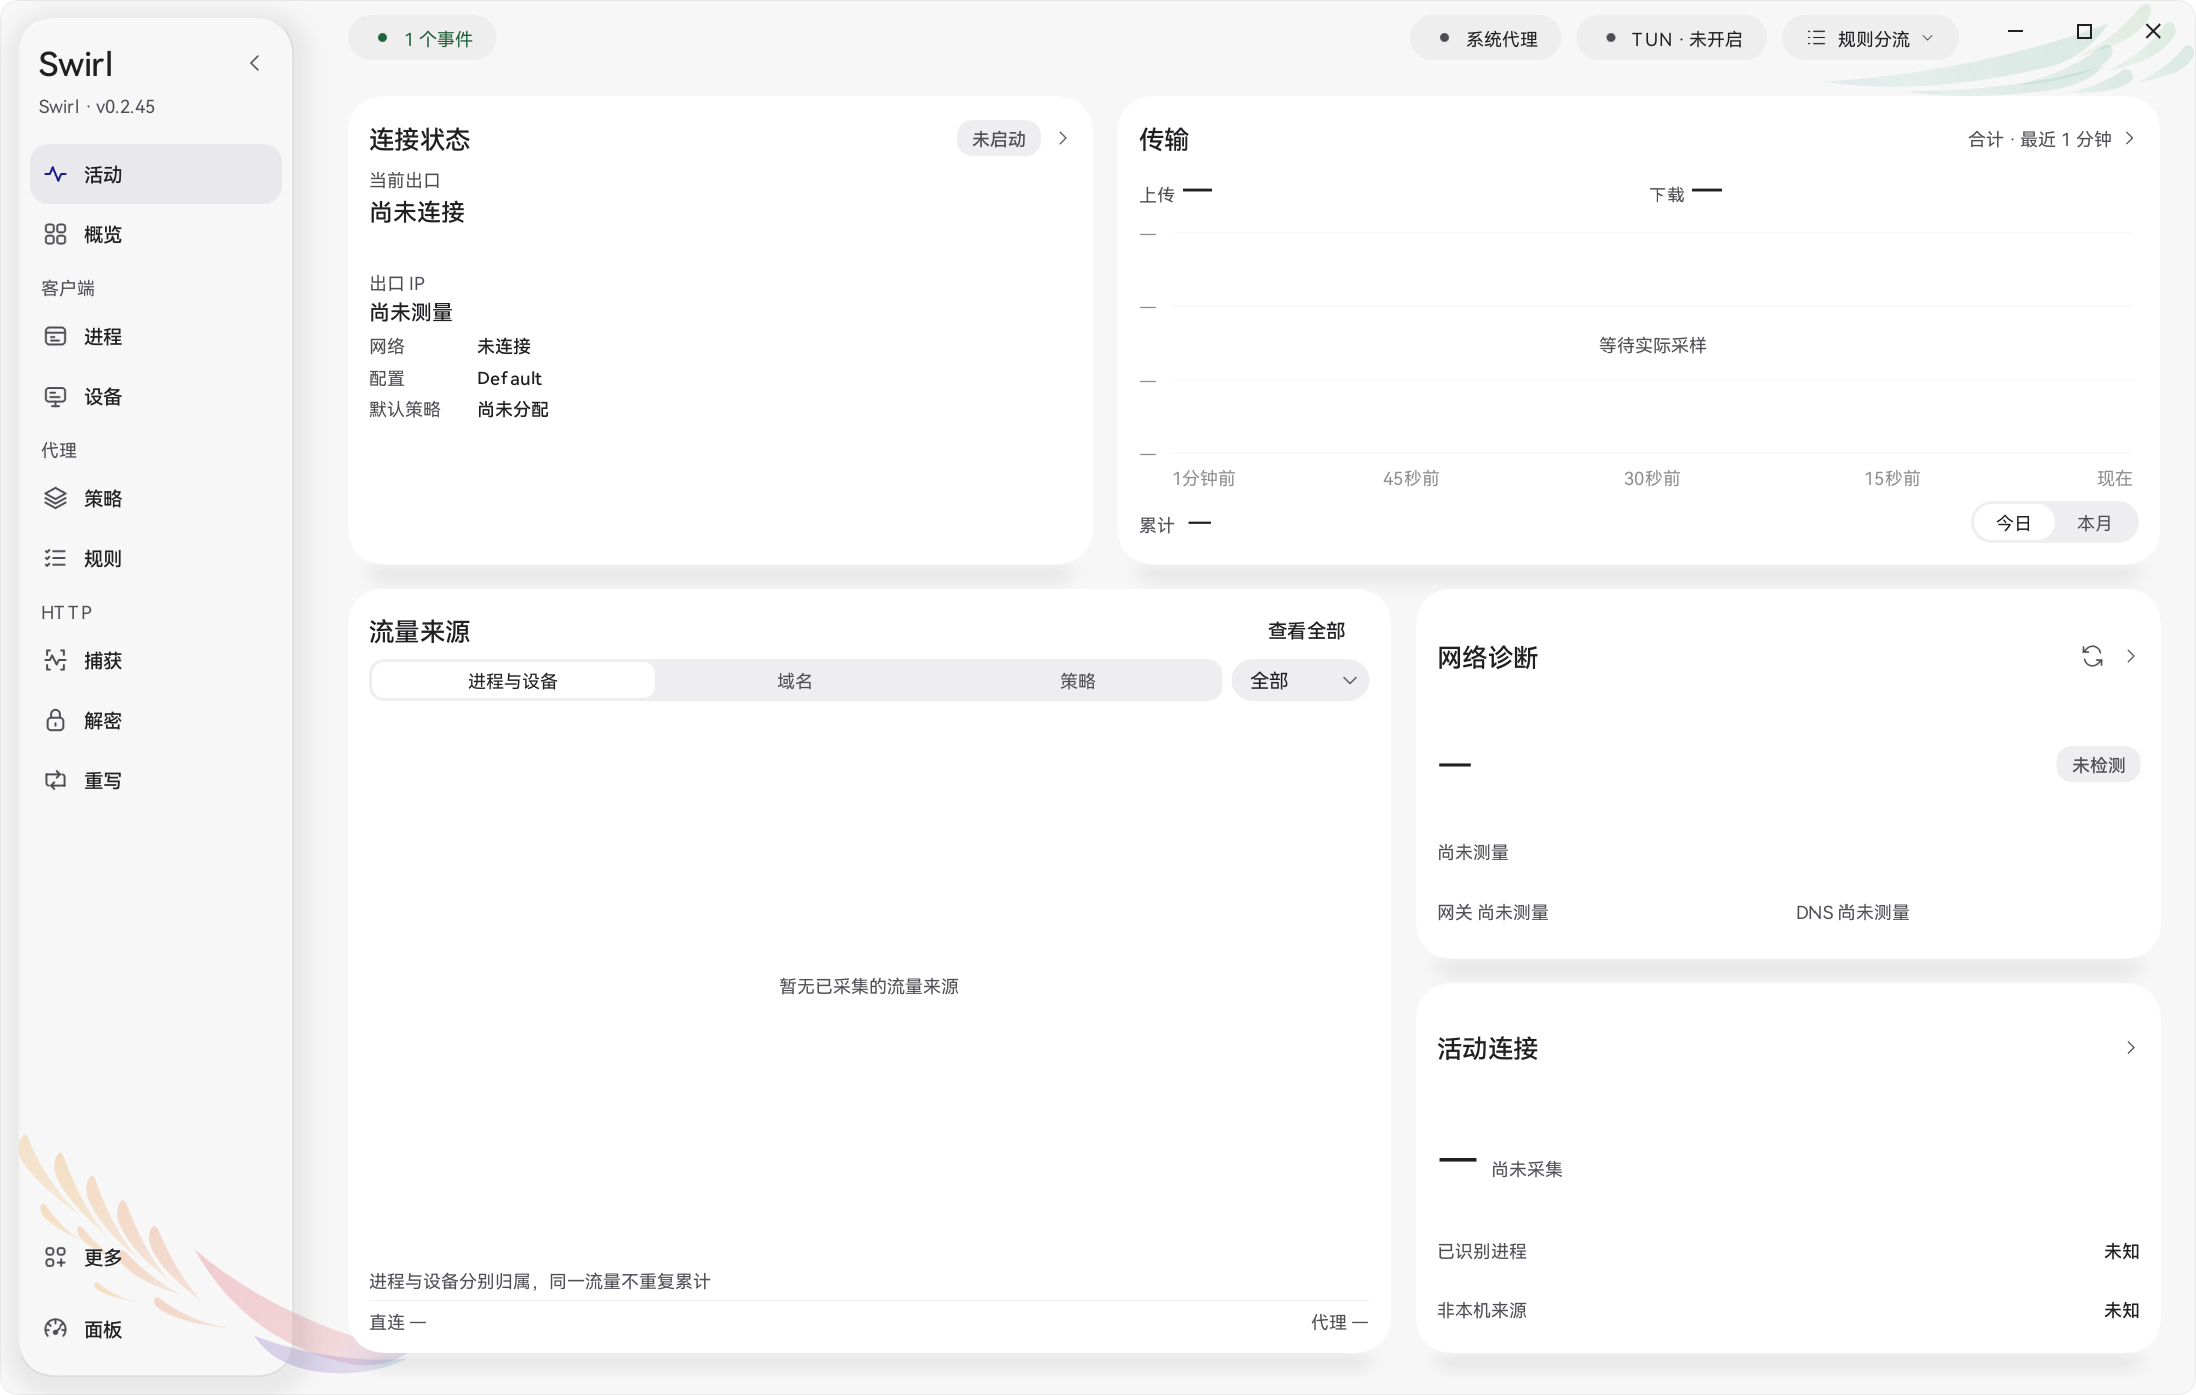 Swirl
Swirl · v0.2.45
活动
概览
客户端
进程
设备
代理
策略
规则
HTTP
捕获
解密
重写
更多
面板
1 个事件
系统代理
TUN · 未开启
规则分流
连接状态
未启动
当前出口
尚未连接
出口 IP
尚未测量
网络 未连接
配置 Default
默认策略 尚未分配
传输
合计 · 最近 1 分钟
上传 —
下载 —
—
—
等待实际采样
—
—
1分钟前 45秒前 30秒前 15秒前 现在
累计 —
今日 本月
流量来源
查看全部
进程与设备 域名 策略 全部
暂无已采集的流量来源
进程与设备分别归属，同一流量不重复累计
直连 — 代理 —
网络诊断
—
未检测
尚未测量
网关 尚未测量 DNS 尚未测量
活动连接
— 尚未采集
已识别进程 未知
非本机来源 未知